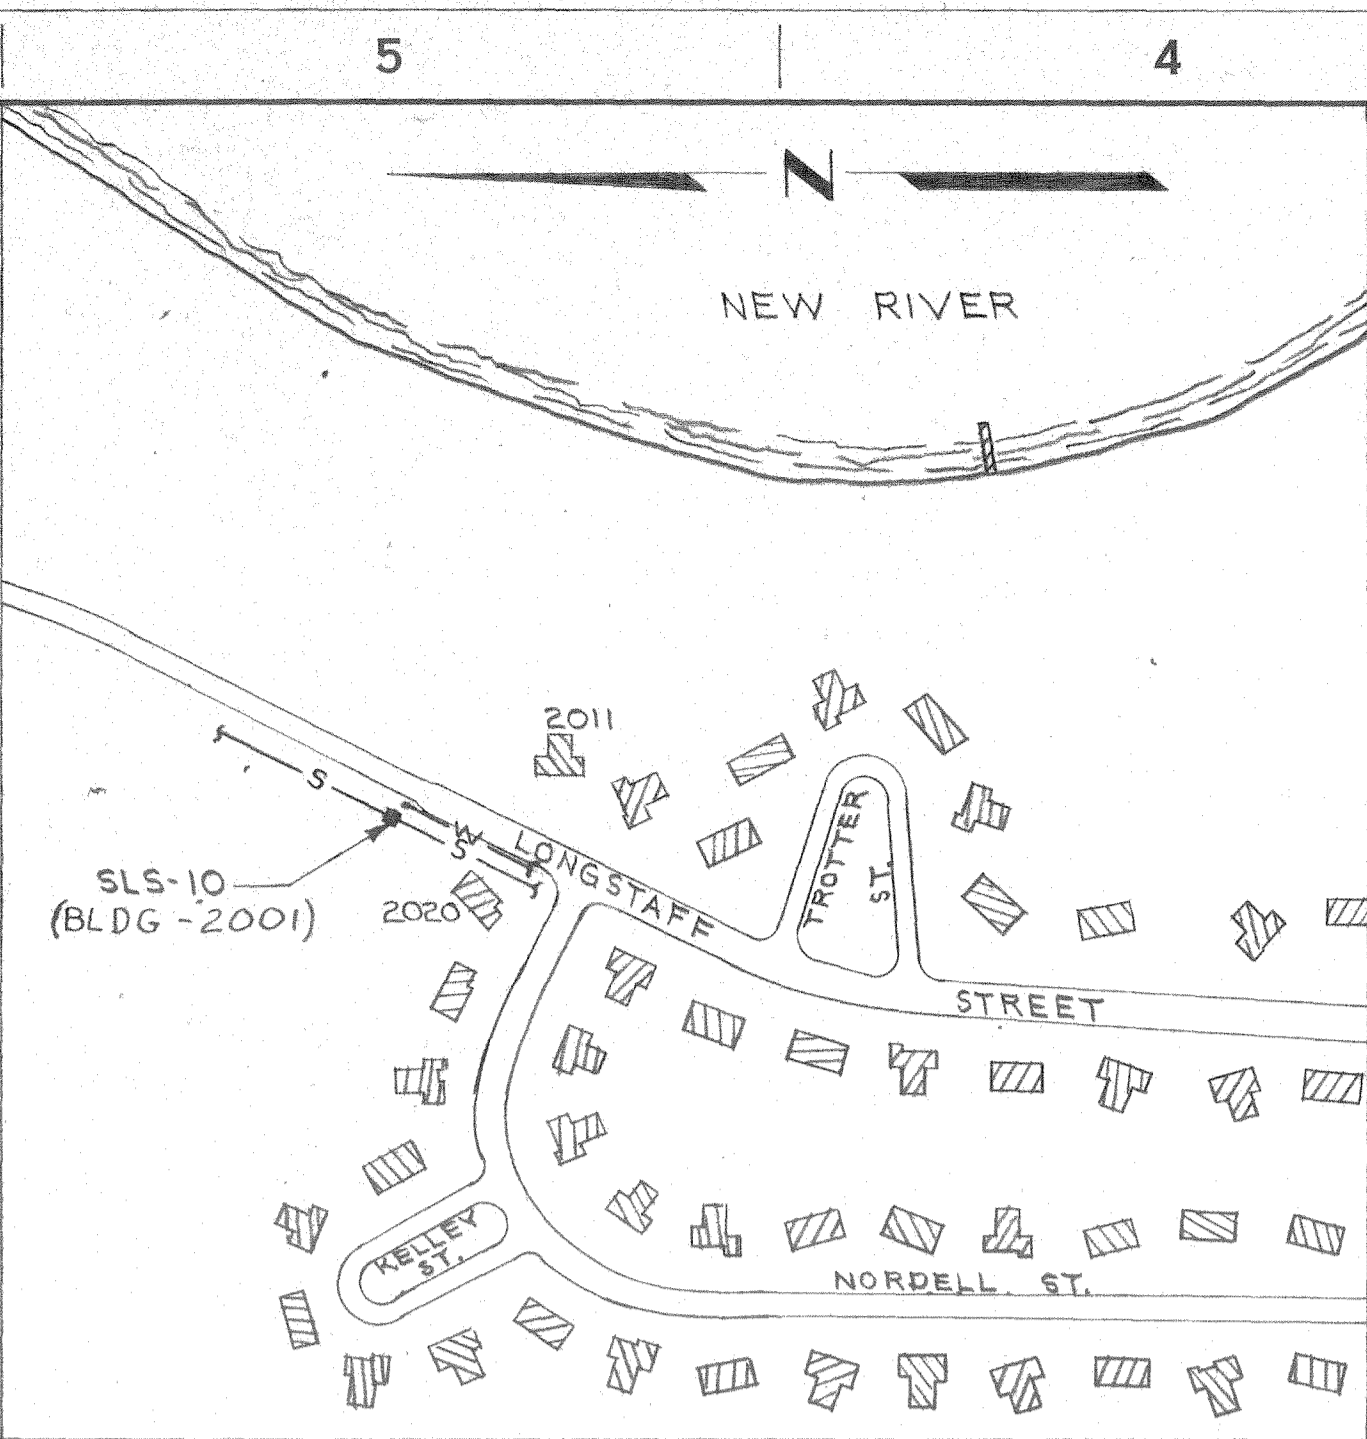 5 4
N
NEW RIVER
2011
S
W
S
LONGSTAFF
STREET
TROTTER
ST.
SLS-10
(BLDG-2001)
2020
KELLEY
ST.
NORDELL ST.